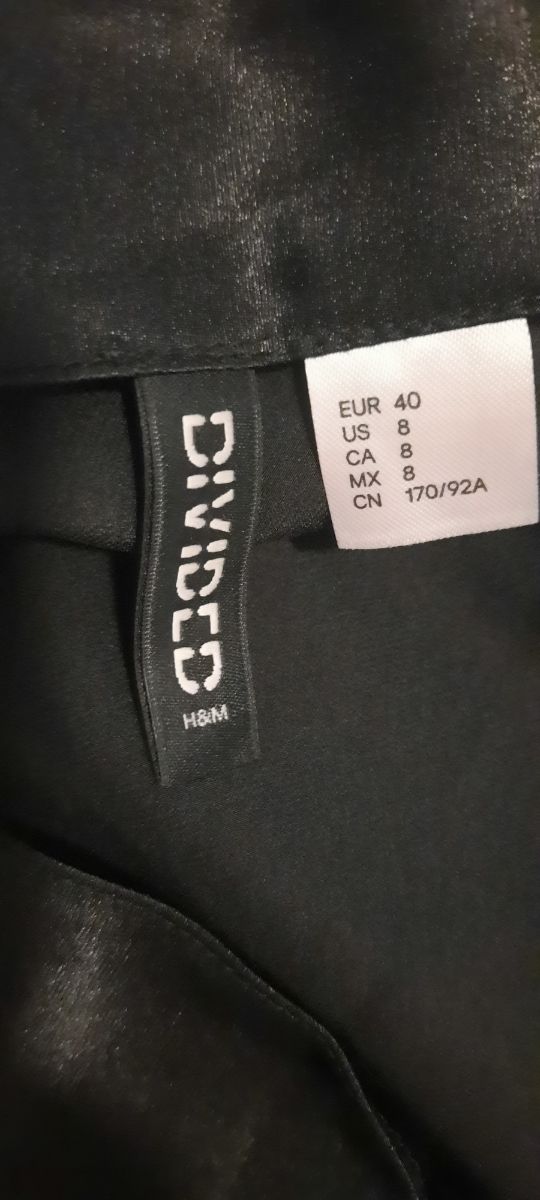 DIVIDED
H&M
EUR 40
US 8
CA 8
MX 8
CN 170/92A